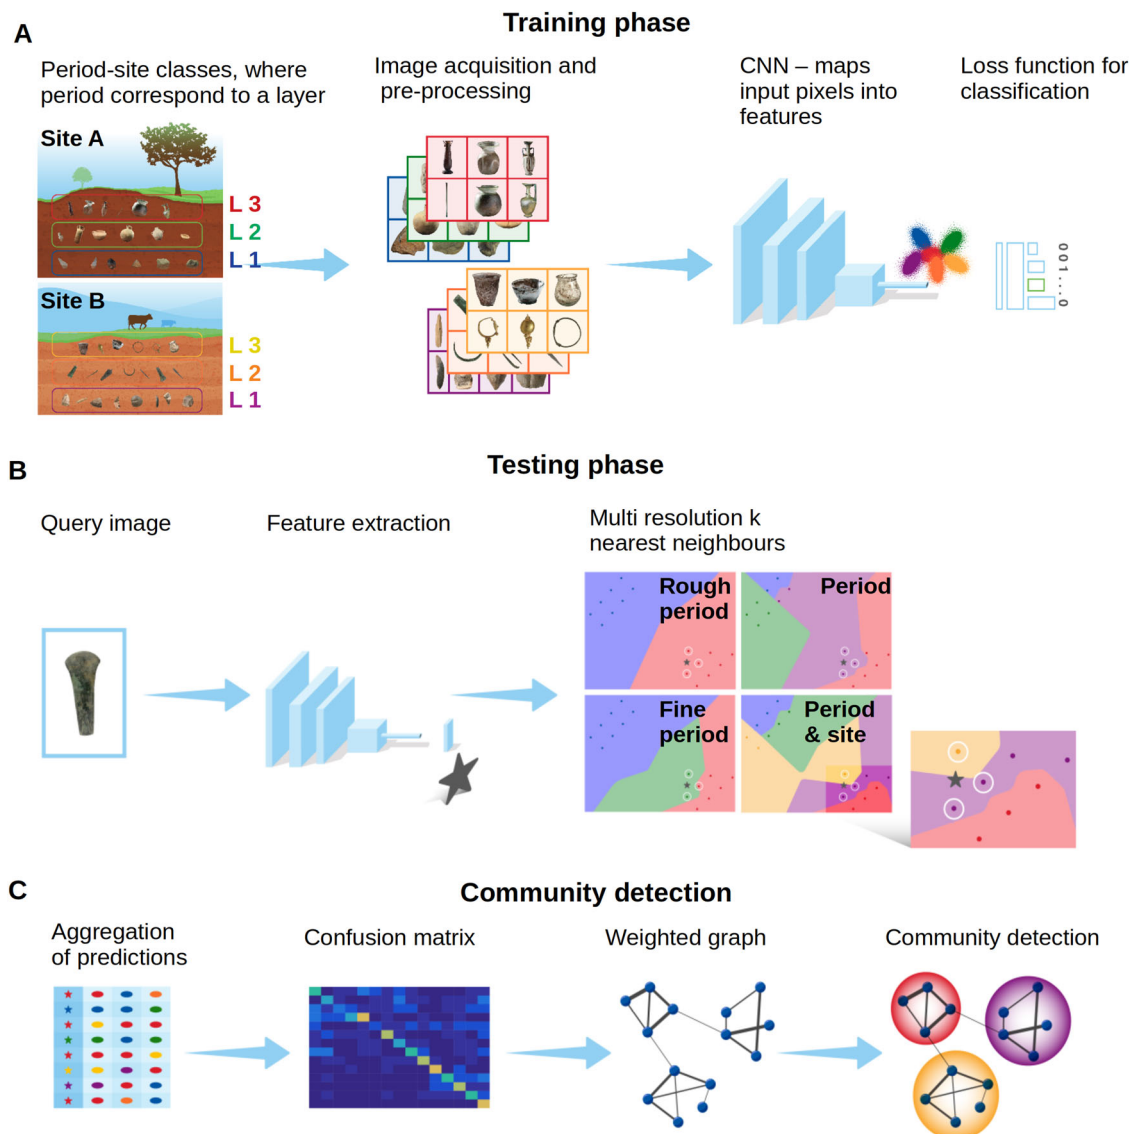 A
Training phase
Period-site classes, where
period correspond to a layer
Image acquisition and
pre-processing
CNN – maps
input pixels into
features
Loss function for
classification
Site A
L 3
L 2
L 1
Site B
L 3
L 2
L 1
001...0
B
Testing phase
Query image
Feature extraction
Multi resolution k
nearest neighbours
Rough
period
Period
Fine
period
Period
& site
C
Community detection
Aggregation
of predictions
Confusion matrix
Weighted graph
Community detection